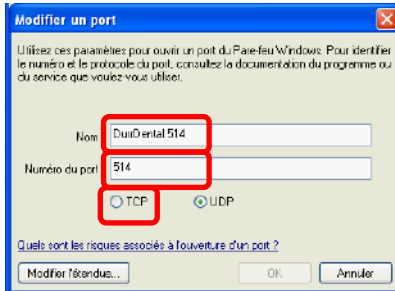 Modifier un port
Utilisez ces paramètres pour ouvrir un port du Pare-feu Windows. Pour identifier
le numéro et le protocole du port, consultez la documentation du programme ou
du service que voulez-vous utiliser.
Nom
DürrDental 514
Numéro du port
514
TCP UDP
Quels sont les risques associés à l'ouverture d'un port ?
Modifier l'étendue... OK Annuler